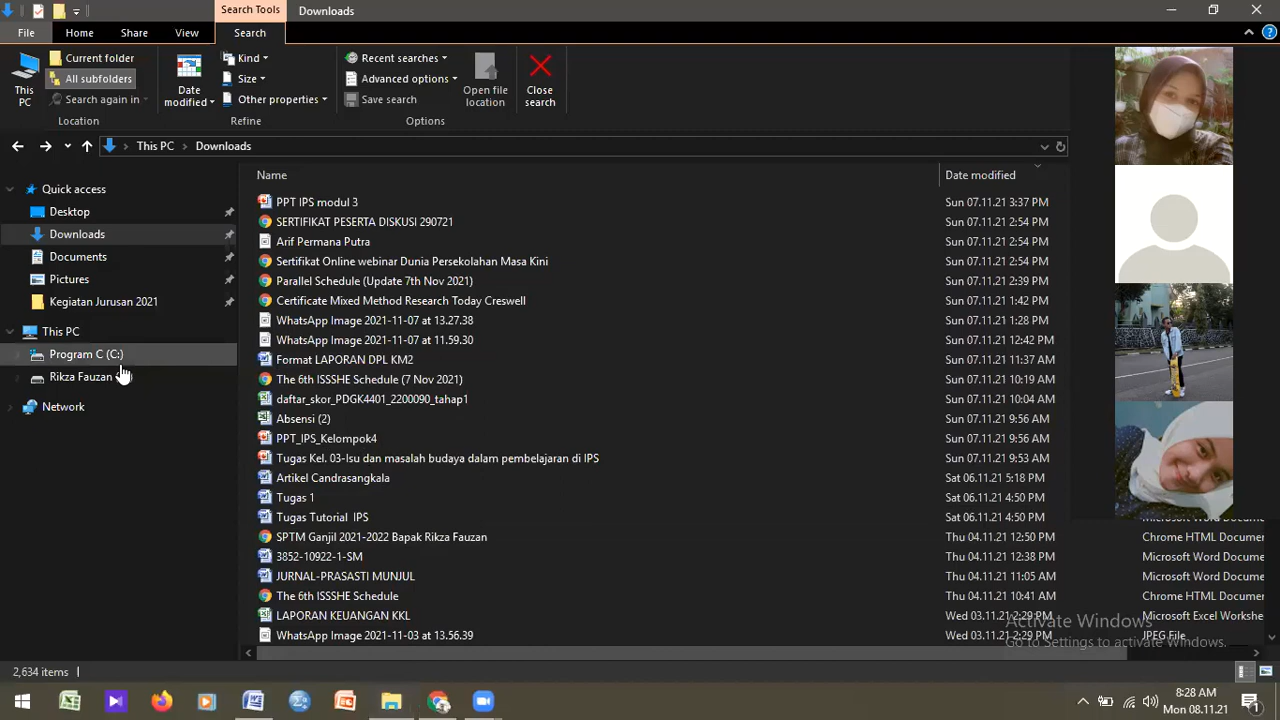 Search Tools
Downloads
File
Home
Share
View
Search
This PC
Current folder
All subfolders
Search again in
Location
Date modified
Kind
Size
Other properties
Refine
Recent searches
Advanced options
Save search
Options
Open file location
Close search
This PC
Downloads
Name
Date modified
Quick access
Desktop
Downloads
Documents
Pictures
Kegiatan Jurusan 2021
This PC
Program C (C:)
Rikza Fauzan
Network
PPT IPS modul 3 Sun 07.11.21 3:37 PM
SERTIFIKAT PESERTA DISKUSI 290721 Sun 07.11.21 2:54 PM
Arif Permana Putra Sun 07.11.21 2:54 PM
Sertifikat Online webinar Dunia Persekolahan Masa Kini Sun 07.11.21 2:54 PM
Parallel Schedule (Update 7th Nov 2021) Sun 07.11.21 2:39 PM
Certificate Mixed Method Research Today Creswell Sun 07.11.21 1:42 PM
WhatsApp Image 2021-11-07 at 13.27.38 Sun 07.11.21 1:28 PM
WhatsApp Image 2021-11-07 at 11.59.30 Sun 07.11.21 12:42 PM
Format LAPORAN DPL KM2 Sun 07.11.21 11:37 AM
The 6th ISSSHE Schedule (7 Nov 2021) Sun 07.11.21 10:19 AM
daftar_skor_PDGK4401_2200090_tahap1 Sun 07.11.21 10:04 AM
Absensi (2) Sun 07.11.21 9:56 AM
PPT_IPS_Kelompok4 Sun 07.11.21 9:56 AM
Tugas Kel. 03-Isu dan masalah budaya dalam pembelajaran di IPS Sun 07.11.21 9:53 AM
Artikel Candrasangkala Sat 06.11.21 5:18 PM
Tugas 1 Sat 06.11.21 4:50 PM
Tugas Tutorial IPS Sat 06.11.21 4:50 PM
SPTM Ganjil 2021-2022 Bapak Rikza Fauzan Thu 04.11.21 12:50 PM Chrome HTML Docume
3852-10922-1-SM Thu 04.11.21 12:38 PM Microsoft Word Docume
JURNAL-PRASASTI MUNJUL Thu 04.11.21 11:05 AM Microsoft Word Docume
The 6th ISSSHE Schedule Thu 04.11.21 10:41 AM Chrome HTML Docume
LAPORAN KEUANGAN KKL Wed 03.11.21 2:29 PM Microsoft Excel Workshe
WhatsApp Image 2021-11-03 at 13.56.39 Wed 03.11.21 2:29 PM JPEG File
Activate Windows
Go to Settings to activate Windows.
2,634 items
8:28 AM
Mon 08.11.21